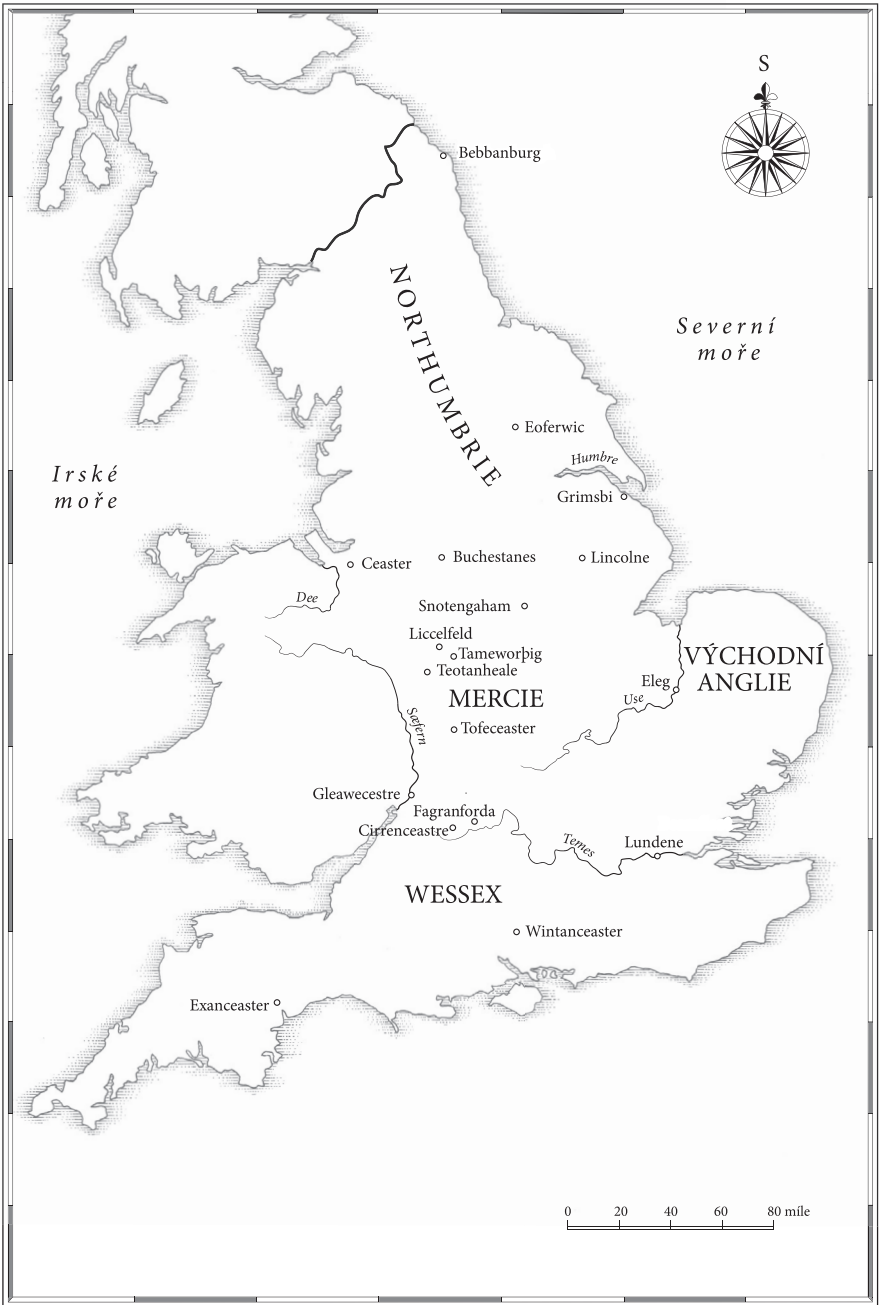 S
Bebbanburg
NORTHUMBRIE
Severní
moře
Eoferwic
Humbre
Irské
moře
Grimsbi
Ceaster
Buchestanes
Lincolne
Dee
Snotengaham
Liccelfeld
Tameworþig
Teotanheale
VÝCHODNÍ
ANGLIE
Eleg
Use
MERCIE
Sæfern
Tofeceaster
Gleawecestre
Fagranforda
Cirrenceastre
Temes
Lundene
WESSEX
Wintanceaster
Exanceaster
0 20 40 60 80 míle